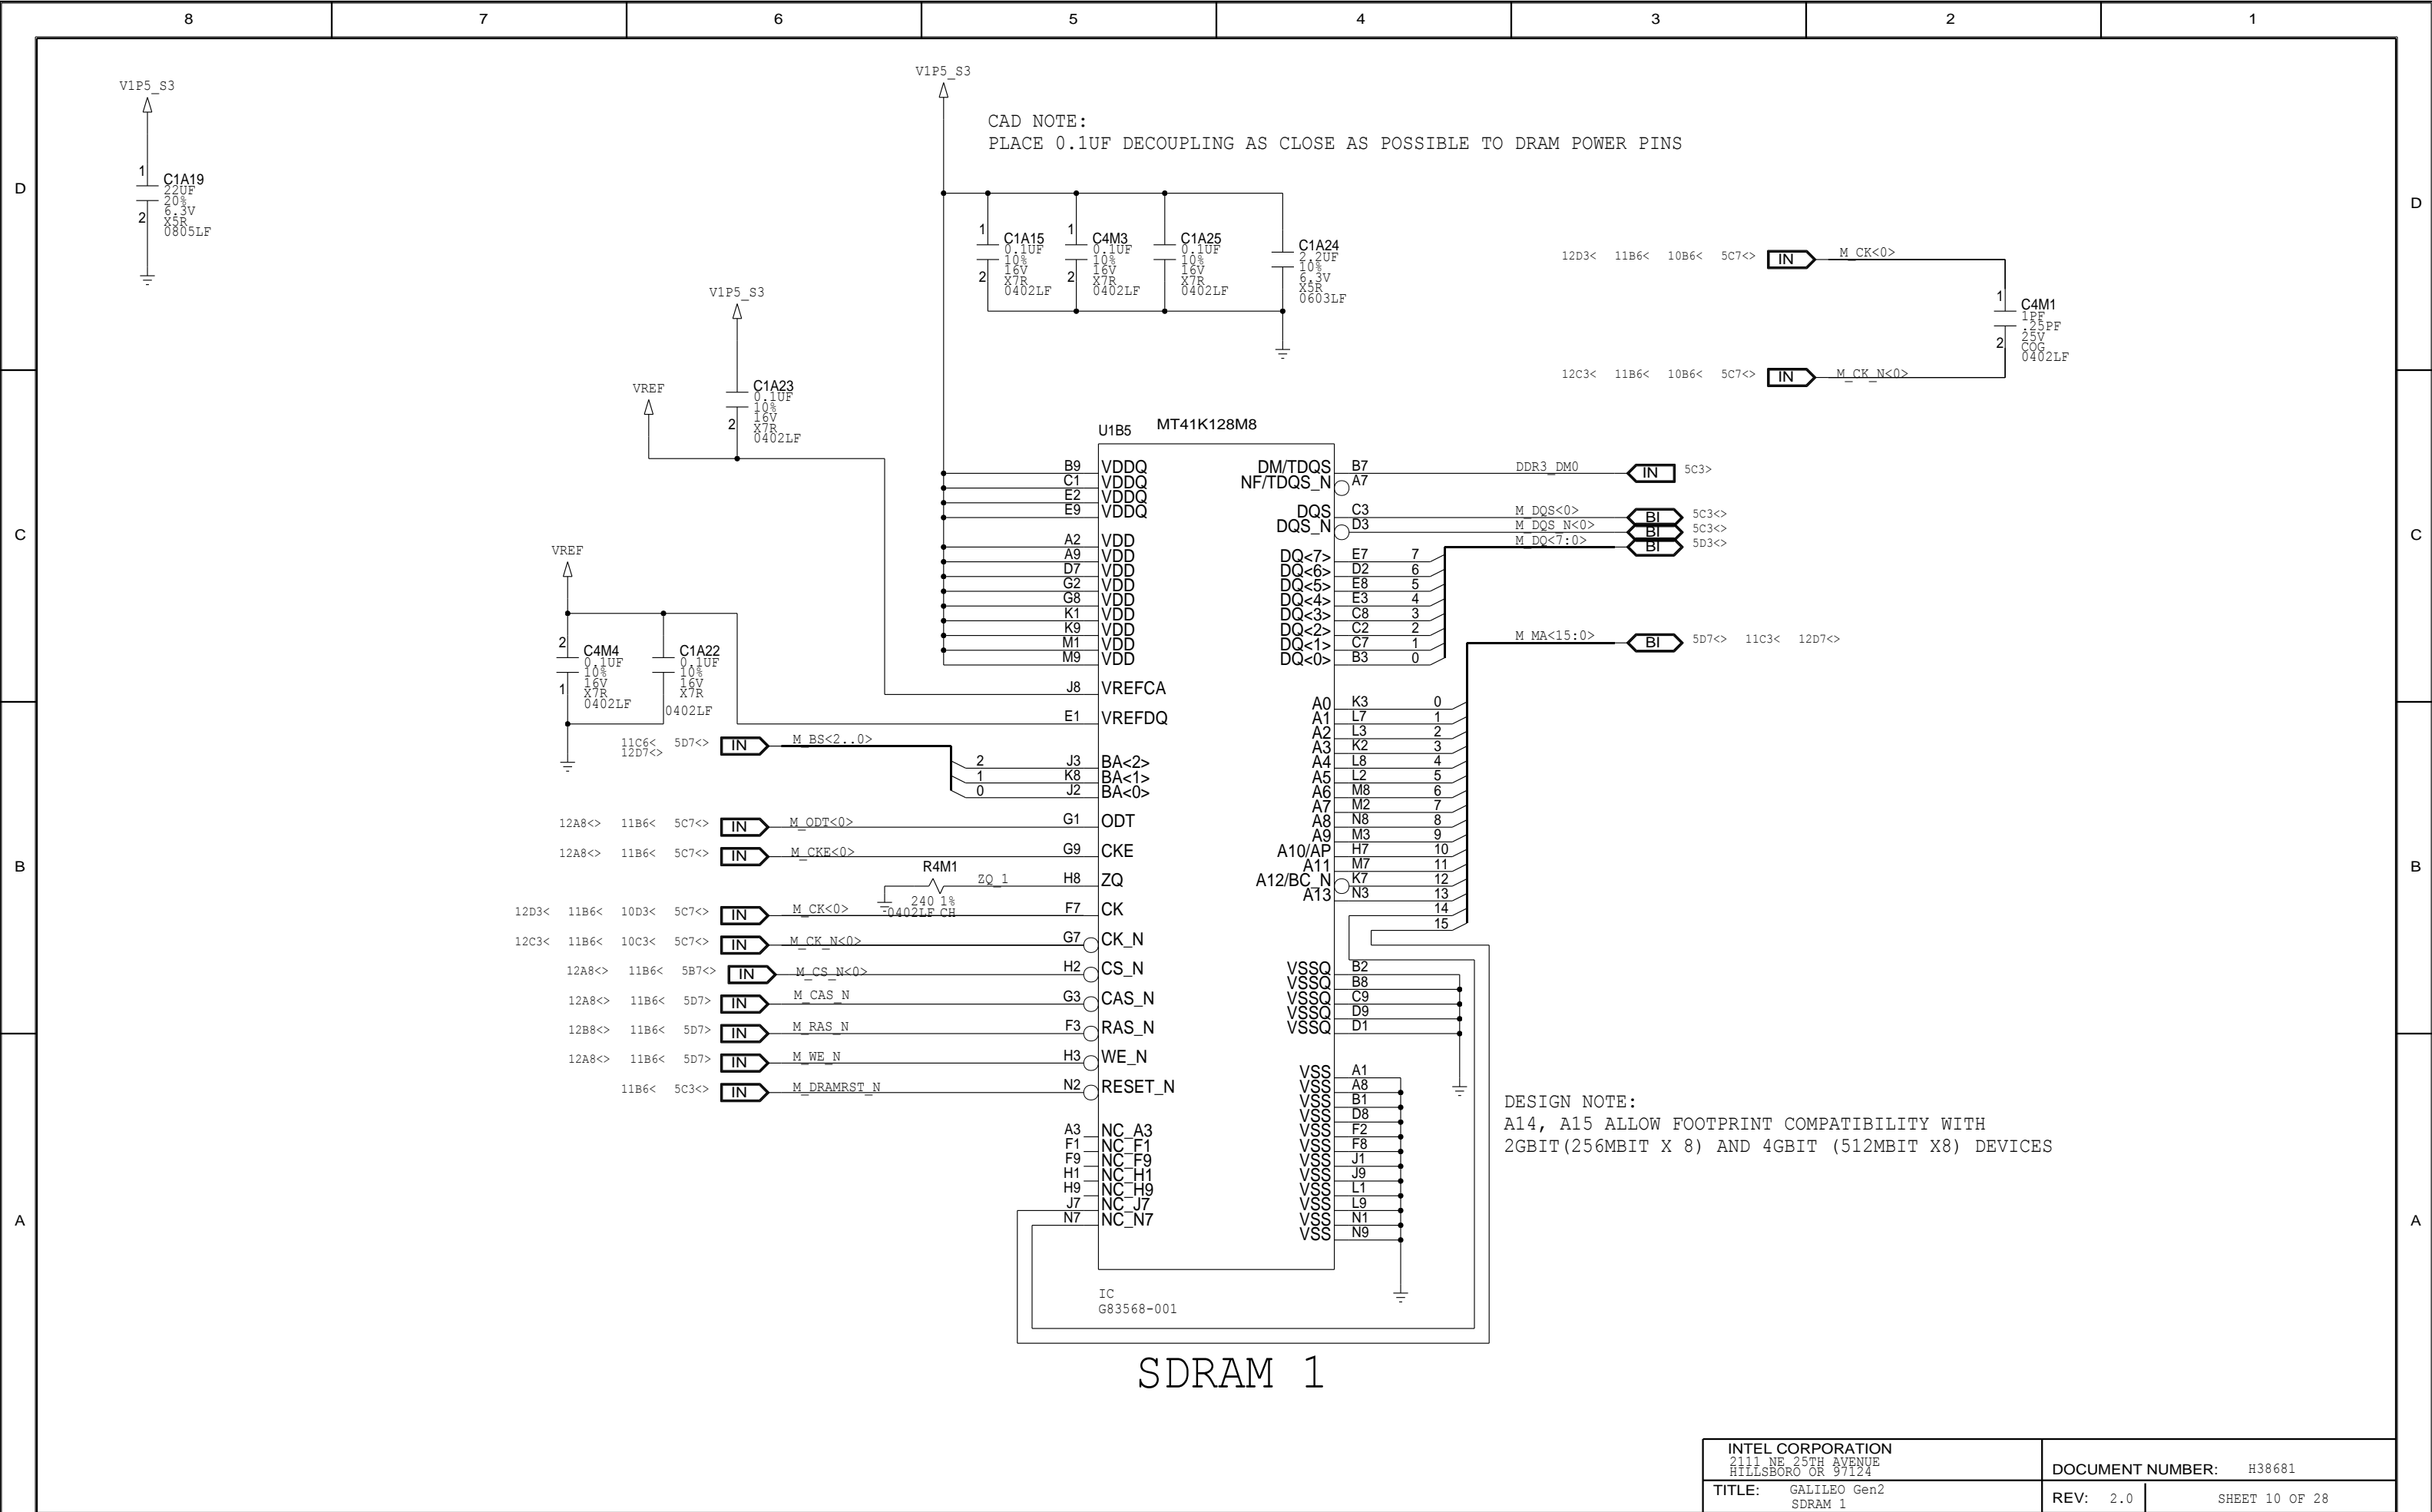 8 7 6 5 4 3 2 1
V1P5_S3
V1P5_S3
CAD NOTE:
PLACE 0.1UF DECOUPLING AS CLOSE AS POSSIBLE TO DRAM POWER PINS
D
D
1
C1A19
22UF
20%
6.3V
X5R
0805LF
2
1
C1A15
0.1UF
10%
16V
X7R
0402LF
2
1
C4M3
0.1UF
10%
16V
X7R
0402LF
2
C1A25
0.1UF
10%
16V
X7R
0402LF
C1A24
2.2UF
10%
6.3V
X5R
0603LF
12D3< 11B6< 10B6< 5C7<> IN M_CK<0>
1
C4M1
1PF
.25PF
25V
COG
0402LF
2
12C3< 11B6< 10B6< 5C7<> IN M_CK_N<0>
V1P5_S3
VREF
C1A23
0.1UF
10%
16V
X7R
0402LF
2
U1B5 MT41K128M8
C
C
B9 VDDQ
C1 VDDQ
E2 VDDQ
E9 VDDQ
A2 VDD
A9 VDD
D7 VDD
G2 VDD
G8 VDD
K1 VDD
K9 VDD
M1 VDD
M9 VDD
J8 VREFCA
E1 VREFDQ
DM/TDQS B7 DDR3_DM0 IN 5C3>
NF/TDQS_N A7
DQS C3 M_DQS<0> BI 5C3<>
DQS_N D3 M_DQS_N<0> BI 5C3<>
M_DQ<7:0> BI 5D3<>
DQ<7> E7 7
DQ<6> D2 6
DQ<5> E8 5
DQ<4> E3 4
DQ<3> C8 3
DQ<2> C2 2
DQ<1> C7 1
DQ<0> B3 0
M_MA<15:0> BI 5D7<> 11C3< 12D7<>
VREF
2
C4M4
0.1UF
10%
16V
X7R
0402LF
1
C1A22
0.1UF
10%
16V
X7R
0402LF
A0 K3 0
A1 L7 1
A2 L3 2
A3 K2 3
A4 L8 4
A5 L2 5
A6 M8 6
A7 M2 7
A8 N8 8
A9 M3 9
A10/AP H7 10
A11 M7 11
A12/BC_N K7 12
A13 N3 13
14
15
11C6< 5D7<> IN M_BS<2..0>
12D7<>
2 J3 BA<2>
1 K8 BA<1>
0 J2 BA<0>
12A8<> 11B6< 5C7<> IN M_ODT<0> G1 ODT
12A8<> 11B6< 5C7<> IN M_CKE<0> G9 CKE
B
B
R4M1
ZQ_1 H8 ZQ
240 1%
0402LF CH
12D3< 11B6< 10D3< 5C7<> IN M_CK<0> F7 CK
12C3< 11B6< 10C3< 5C7<> IN M_CK_N<0> G7 CK_N
12A8<> 11B6< 5B7<> IN M_CS_N<0> H2 CS_N
12A8<> 11B6< 5D7> IN M_CAS_N G3 CAS_N
12B8<> 11B6< 5D7> IN M_RAS_N F3 RAS_N
12A8<> 11B6< 5D7> IN M_WE_N H3 WE_N
11B6< 5C3<> IN M_DRAMRST_N N2 RESET_N
VSSQ B2
VSSQ B8
VSSQ C9
VSSQ D9
VSSQ D1
VSS A1
VSS A8
VSS B1
VSS D8
VSS F2
VSS F8
VSS J1
VSS J9
VSS L1
VSS L9
VSS N1
VSS N9
A3 NC_A3
F1 NC_F1
F9 NC_F9
H1 NC_H1
H9 NC_H9
J7 NC_J7
N7 NC_N7
DESIGN NOTE:
A14, A15 ALLOW FOOTPRINT COMPATIBILITY WITH
2GBIT(256MBIT X 8) AND 4GBIT (512MBIT X8) DEVICES
A
A
IC
G83568-001
SDRAM 1
INTEL CORPORATION
2111 NE 25TH AVENUE
HILLSBORO OR 97124
DOCUMENT NUMBER: H38681
TITLE: GALILEO Gen2
SDRAM 1
REV: 2.0
SHEET 10 OF 28